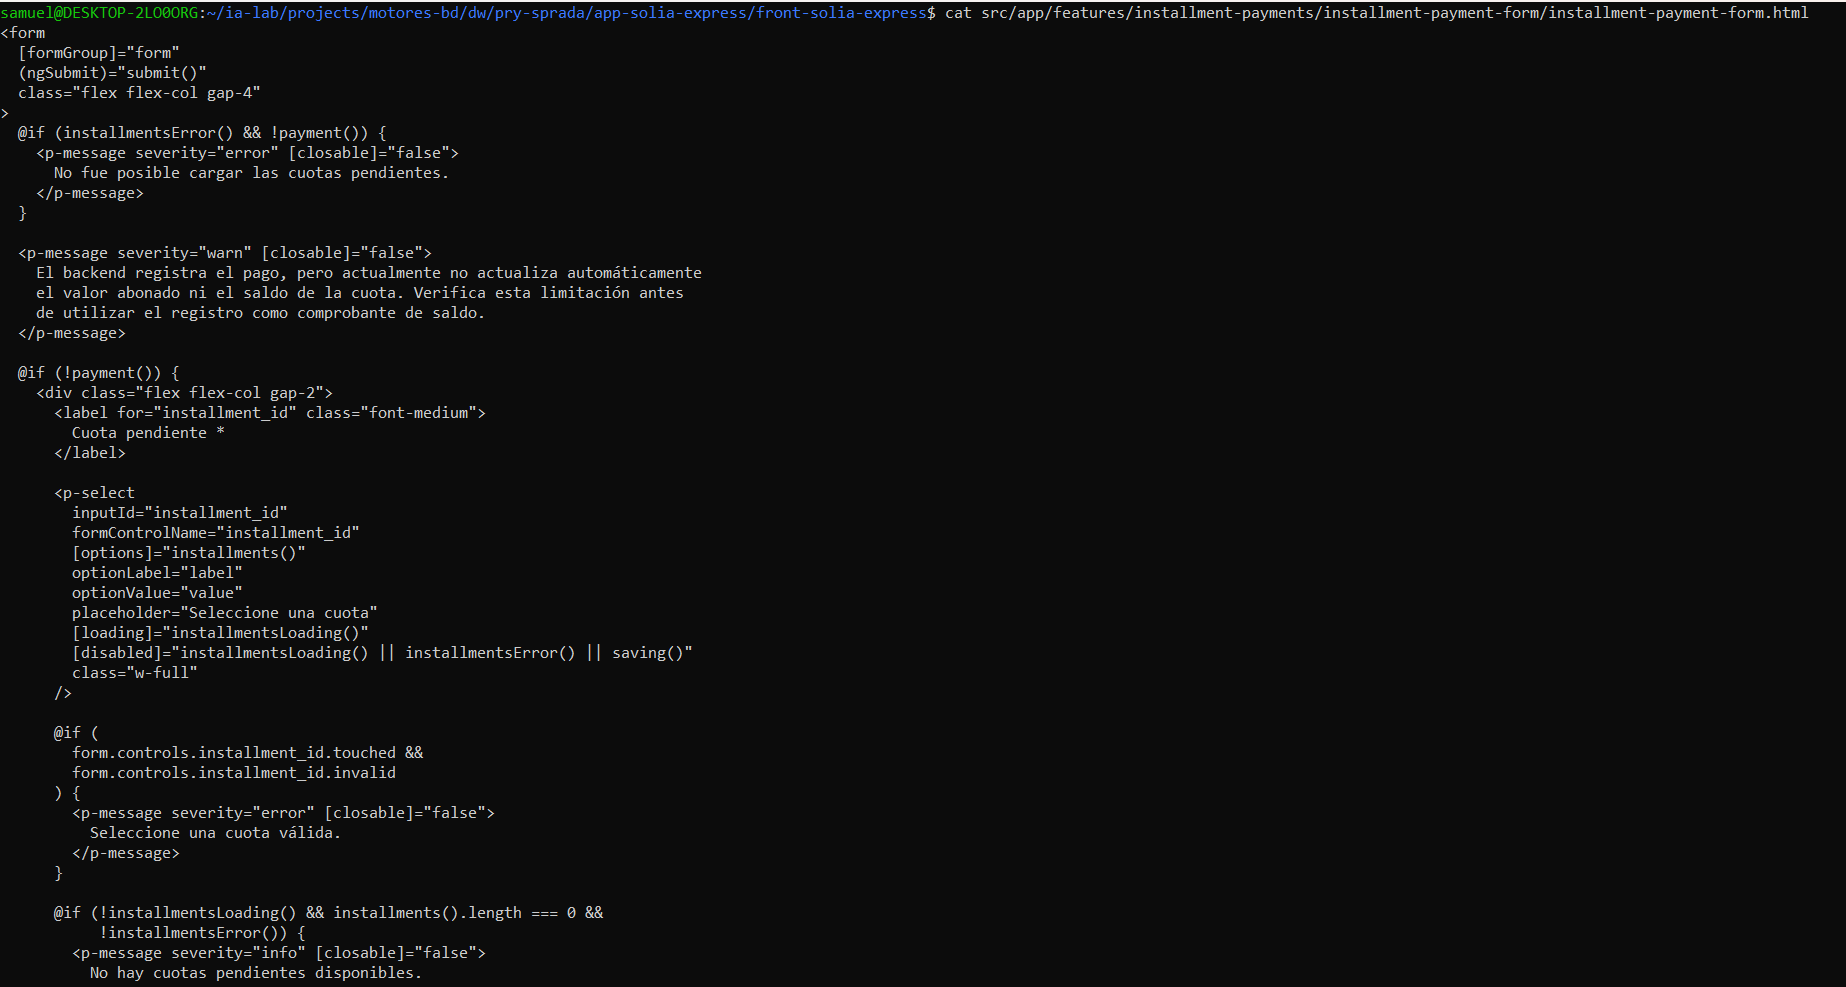 samuel@DESKTOP-2LO0ORG:~/ia-lab/projects/motores-bd/dw/pry-sprada/app-solia-express/front-solia-express$ cat src/app/features/installment-payments/installment-payment-form/installment-payment-form.html
<form
  [formGroup]="form"
  (ngSubmit)="submit()"
  class="flex flex-col gap-4"
>
  @if (installmentsError() && !payment()) {
    <p-message severity="error" [closable]="false">
      No fue posible cargar las cuotas pendientes.
    </p-message>
  }

  <p-message severity="warn" [closable]="false">
    El backend registra el pago, pero actualmente no actualiza automáticamente
    el valor abonado ni el saldo de la cuota. Verifica esta limitación antes
    de utilizar el registro como comprobante de saldo.
  </p-message>

  @if (!payment()) {
    <div class="flex flex-col gap-2">
      <label for="installment_id" class="font-medium">
        Cuota pendiente *
      </label>

      <p-select
        inputId="installment_id"
        formControlName="installment_id"
        [options]="installments()"
        optionLabel="label"
        optionValue="value"
        placeholder="Seleccione una cuota"
        [loading]="installmentsLoading()"
        [disabled]="installmentsLoading() || installmentsError() || saving()"
        class="w-full"
      />

      @if (
        form.controls.installment_id.touched &&
        form.controls.installment_id.invalid
      ) {
        <p-message severity="error" [closable]="false">
          Seleccione una cuota válida.
        </p-message>
      }

      @if (!installmentsLoading() && installments().length === 0 &&
           !installmentsError()) {
        <p-message severity="info" [closable]="false">
          No hay cuotas pendientes disponibles.